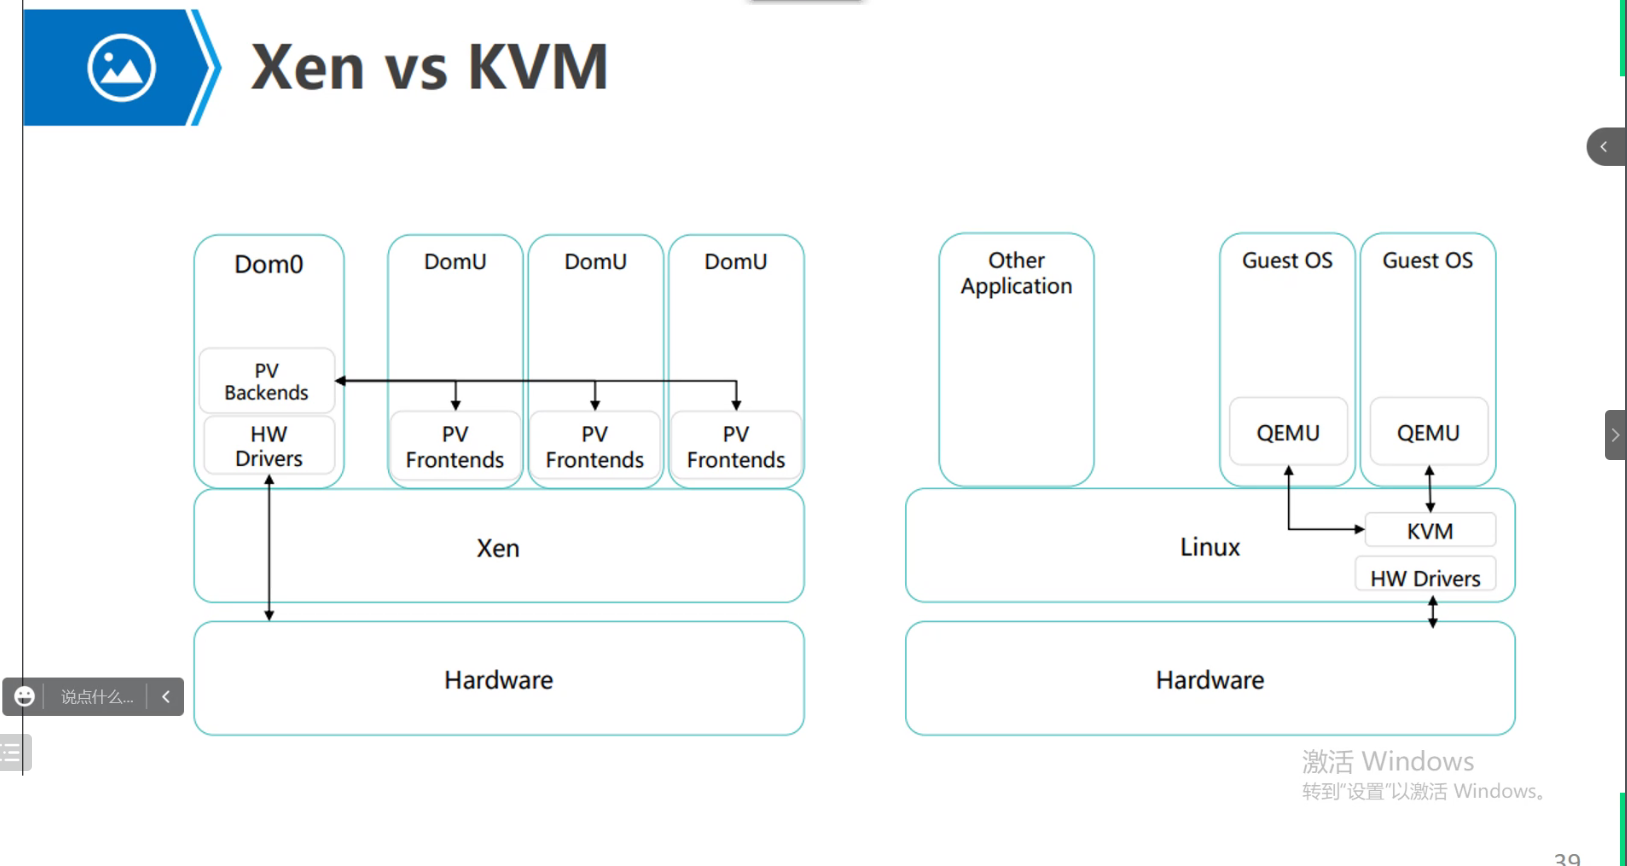 Xen vs KVM
Dom0
DomU
DomU
DomU
PV
Backends
HW
Drivers
PV
Frontends
PV
Frontends
PV
Frontends
Xen
Hardware
Other
Application
Guest OS
Guest OS
QEMU
QEMU
Linux
KVM
HW Drivers
Hardware
说点什么...
激活 Windows
转到“设置”以激活 Windows。
39